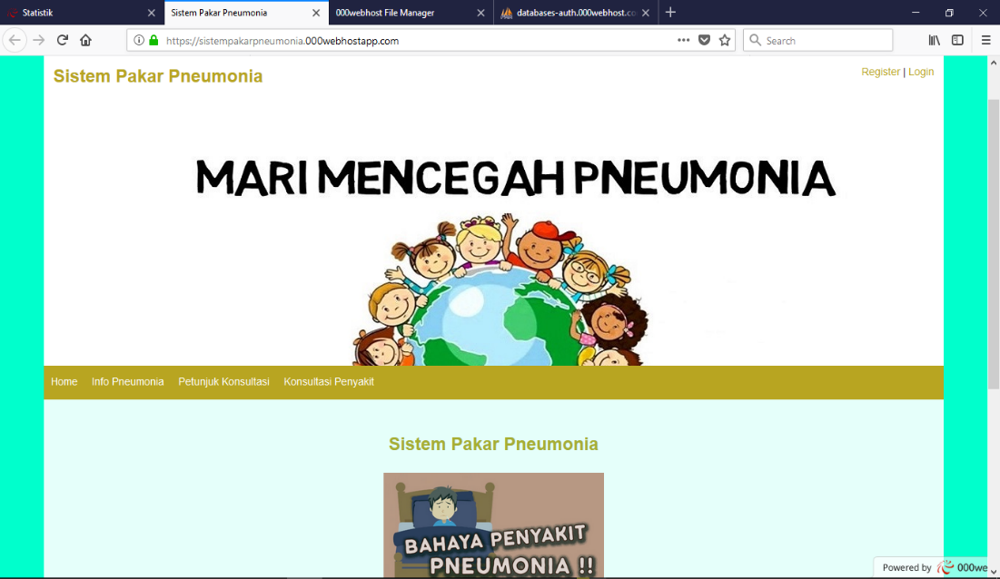 Statistik
Sistem Pakar Pneumonia
000webhost File Manager
databases-auth.000webhost.co
https://sistempakarpneumonia.000webhostapp.com
Search
Sistem Pakar Pneumonia
Register | Login
MARI MENCEGAH PNEUMONIA
Home Info Pneumonia Petunjuk Konsultasi Konsultasi Penyakit
Sistem Pakar Pneumonia
BAHAYA PENYAKIT
PNEUMONIA !!
Powered by 000we